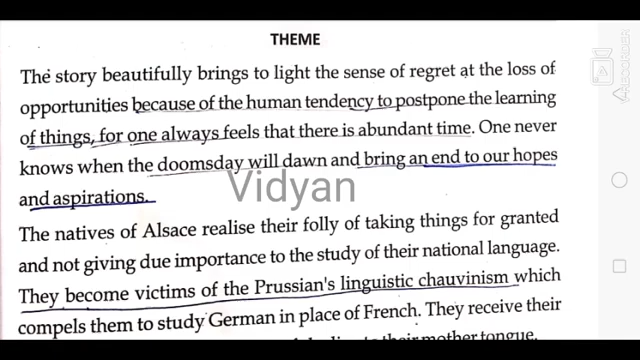 THEME
The story beautifully brings to light the sense of regret at the loss of
opportunities because of the human tendency to postpone the learning
of things, for one always feels that there is abundant time. One never
knows when the doomsday will dawn and bring an end to our hopes
and aspirations.
Vidyan
The natives of Alsace realise their folly of taking things for granted
and not giving due importance to the study of their national language.
They become victims of the Prussian's linguistic chauvinism which
compels them to study German in place of French. They receive their
their mother tongue.
RECORDER